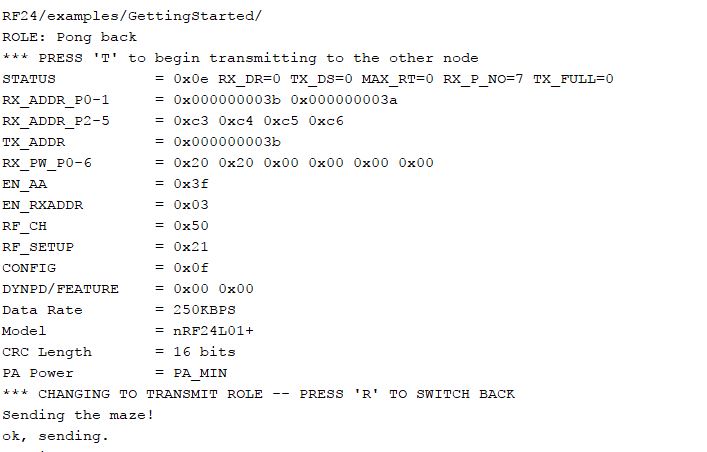 RF24/examples/GettingStarted/
ROLE: Pong back
*** PRESS 'T' to begin transmitting to the other node
STATUS = 0x0e RX_DR=0 TX_DS=0 MAX_RT=0 RX_P_NO=7 TX_FULL=0
RX_ADDR_P0-1 = 0x000000003b 0x000000003a
RX_ADDR_P2-5 = 0xc3 0xc4 0xc5 0xc6
TX_ADDR = 0x000000003b
RX_PW_P0-6 = 0x20 0x20 0x00 0x00 0x00 0x00
EN_AA = 0x3f
EN_RXADDR = 0x03
RF_CH = 0x50
RF_SETUP = 0x21
CONFIG = 0x0f
DYNPD/FEATURE = 0x00 0x00
Data Rate = 250KBPS
Model = nRF24L01+
CRC Length = 16 bits
PA Power = PA_MIN
*** CHANGING TO TRANSMIT ROLE -- PRESS 'R' TO SWITCH BACK
Sending the maze!
ok, sending.